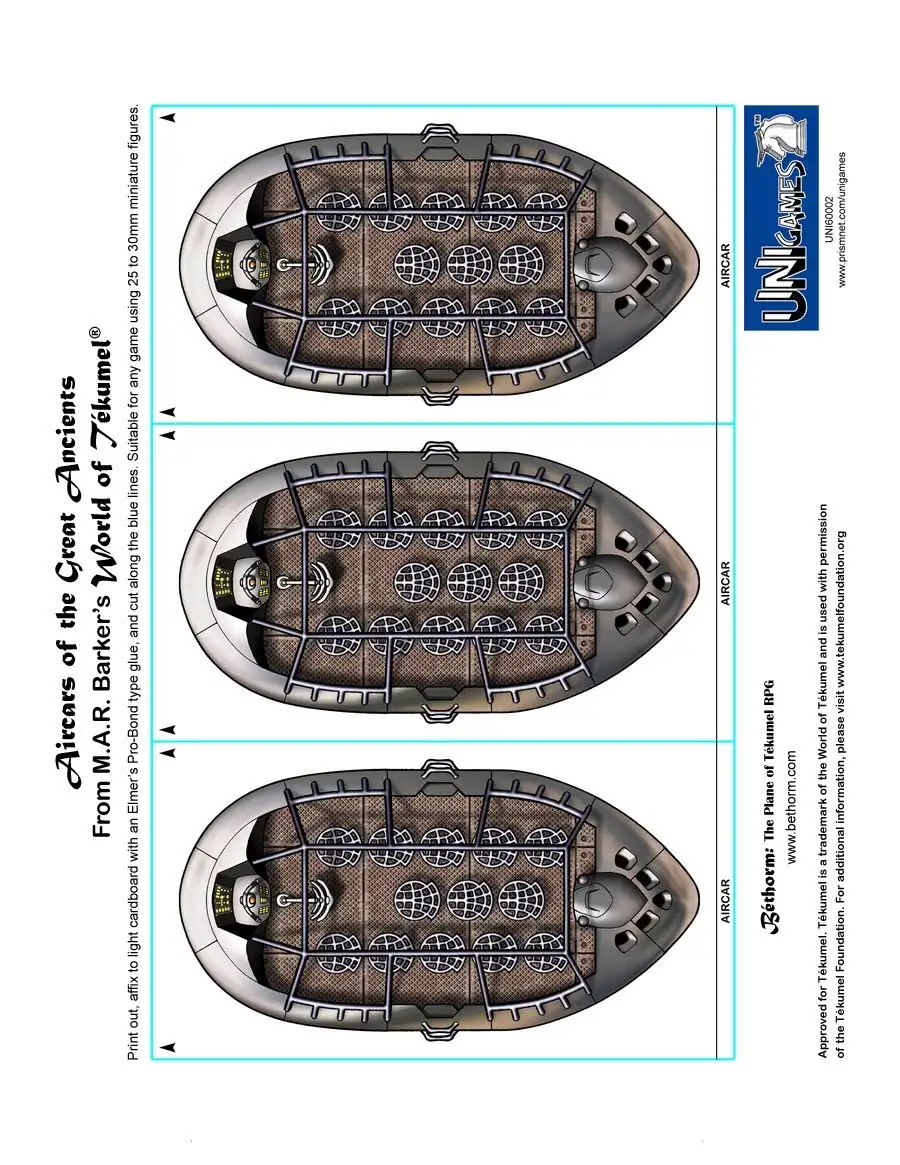 Aircars of the Great Ancients
From M.A.R. Barker's World of Tékumel®
Print out, affix to light cardboard with an Elmer's Pro-Bond type glue, and cut along the blue lines. Suitable for any game using 25 to 30mm miniature figures.
AIRCAR
AIRCAR
AIRCAR
Béthorm: The Plane of Tékumel RPG
www.bethorm.com
UNIGAMES™
UNI60002
www.prismnet.com/unigames
Approved for Tékumel. Tékumel is a trademark of the World of Tékumel and is used with permission
of the Tékumel Foundation. For additional information, please visit www.tekumelfoundation.org